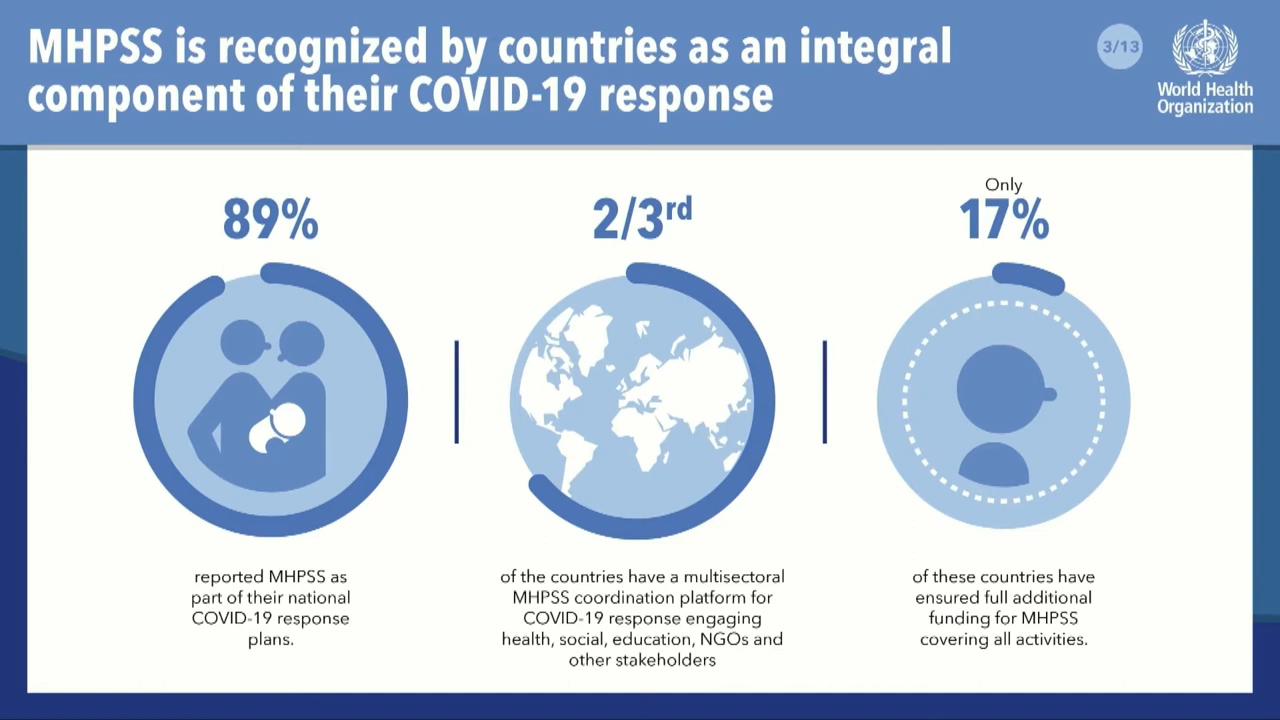 MHPSS is recognized by countries as an integral
component of their COVID-19 response
3/13
World Health
Organization
89%
reported MHPSS as
part of their national
COVID-19 response
plans.
2/3rd
of the countries have a multisectoral
MHPSS coordination platform for
COVID-19 response engaging
health, social, education, NGOs and
other stakeholders
Only
17%
of these countries have
ensured full additional
funding for MHPSS
covering all activities.